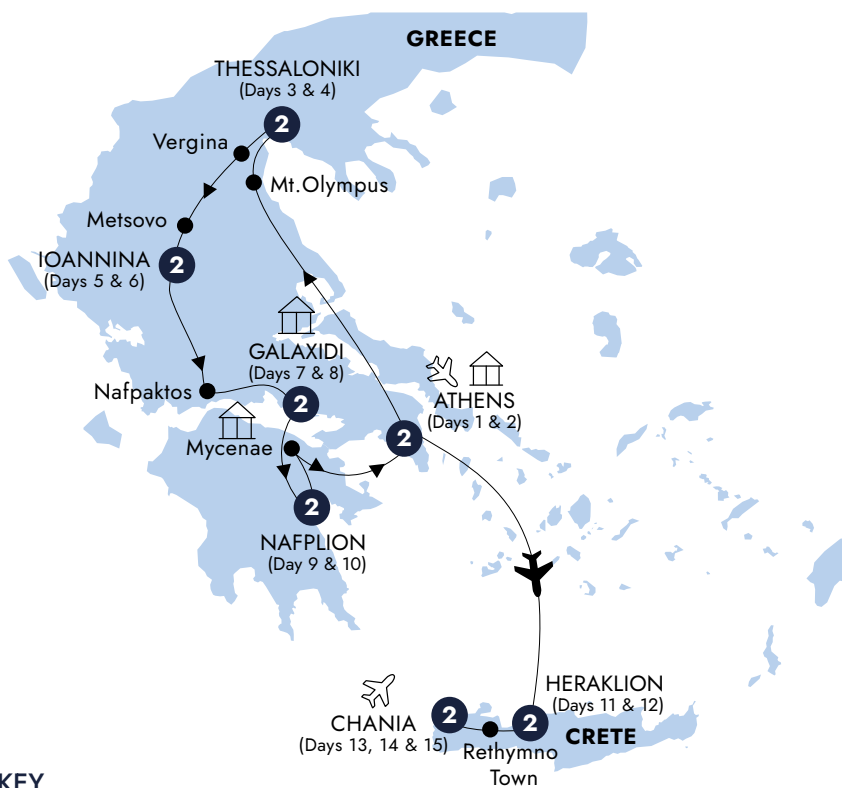 GREECE
THESSALONIKI
(Days 3 & 4)
2
Vergina
Mt.Olympus
Metsovo
IOANNINA
(Days 5 & 6)
2
GALAXIDI
(Days 7 & 8)
2
Nafpaktos
ATHENS
(Days 1 & 2)
2
Mycenae
2
NAFPLION
(Day 9 & 10)
HERAKLION
(Days 11 & 12)
2
CHANIA
(Days 13, 14 & 15)
2
CRETE
Rethymno
Town
KEY